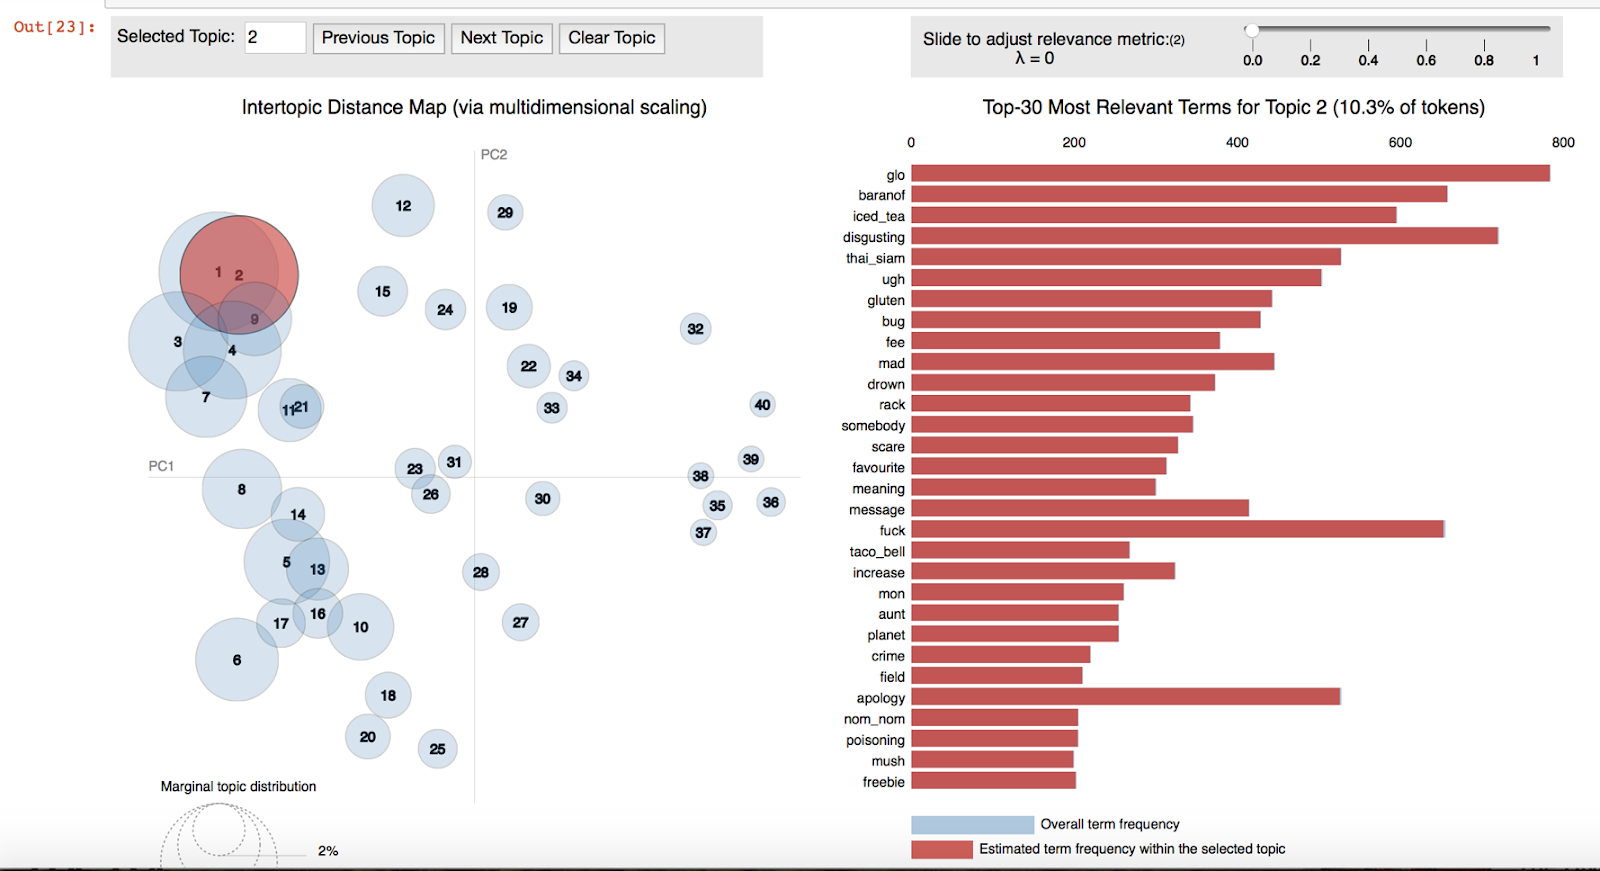 Out[23]:
Selected Topic: 2 Previous Topic Next Topic Clear Topic
Slide to adjust relevance metric:(2)
λ = 0
0.0 0.2 0.4 0.6 0.8 1
Intertopic Distance Map (via multidimensional scaling)
PC2
PC1
12
29
1
2
15
24
19
9
3
4
32
22
34
7
11
21
33
40
23
31
39
38
8
26
30
35
36
14
37
5
13
28
16
17
10
27
6
18
20
25
Marginal topic distribution
2%
Top-30 Most Relevant Terms for Topic 2 (10.3% of tokens)
0 200 400 600 800
glo
baranof
iced_tea
disgusting
thai_siam
ugh
gluten
bug
fee
mad
drown
rack
somebody
scare
favourite
meaning
message
fuck
taco_bell
increase
mon
aunt
planet
crime
field
apology
nom_nom
poisoning
mush
freebie
Overall term frequency
Estimated term frequency within the selected topic